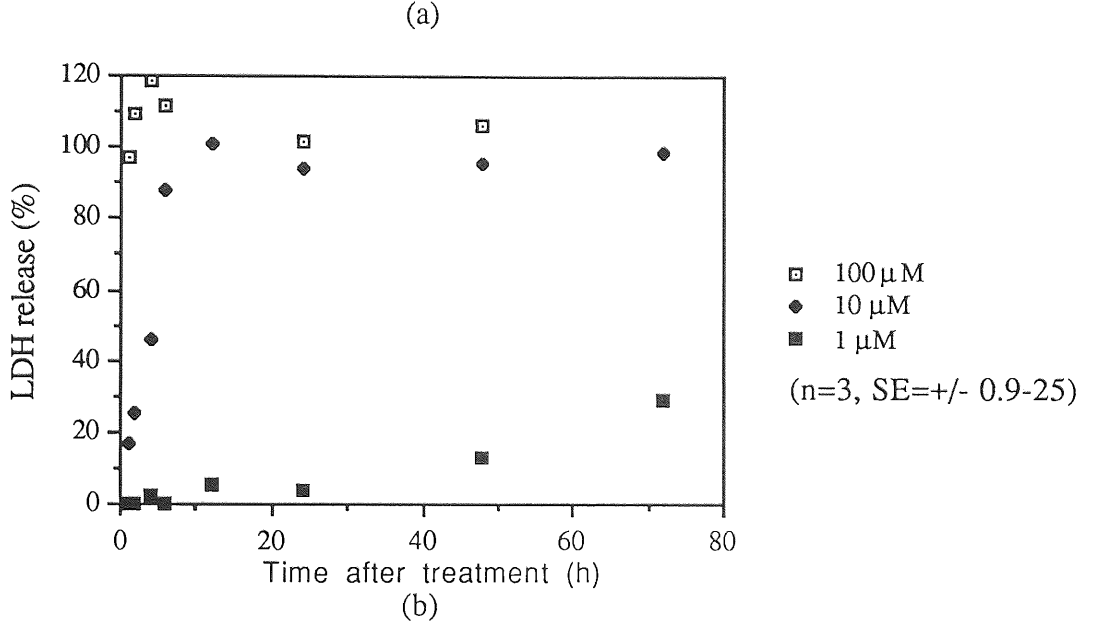 (a)
120
100
80
60
40
20
0
LDH release (%)
0 20 40 60 80
Time after treatment (h)
(b)
100 μM
10 μM
1 μM
(n=3, SE=+/- 0.9-25)